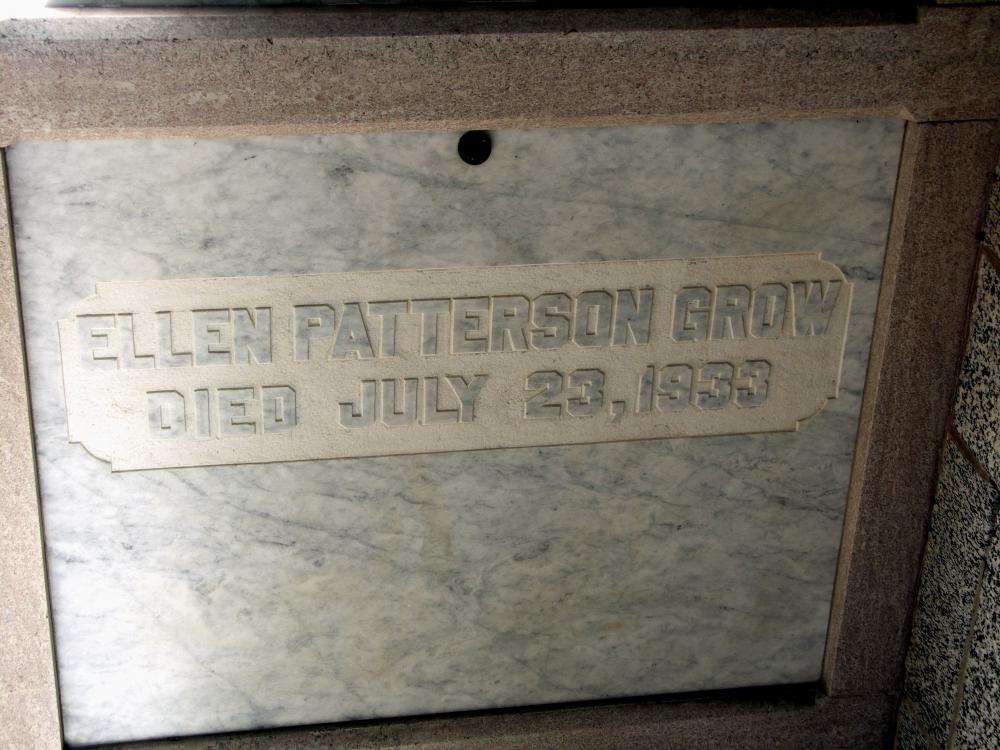 ELLEN PATTERSON GROW
DIED JULY 23, 1933